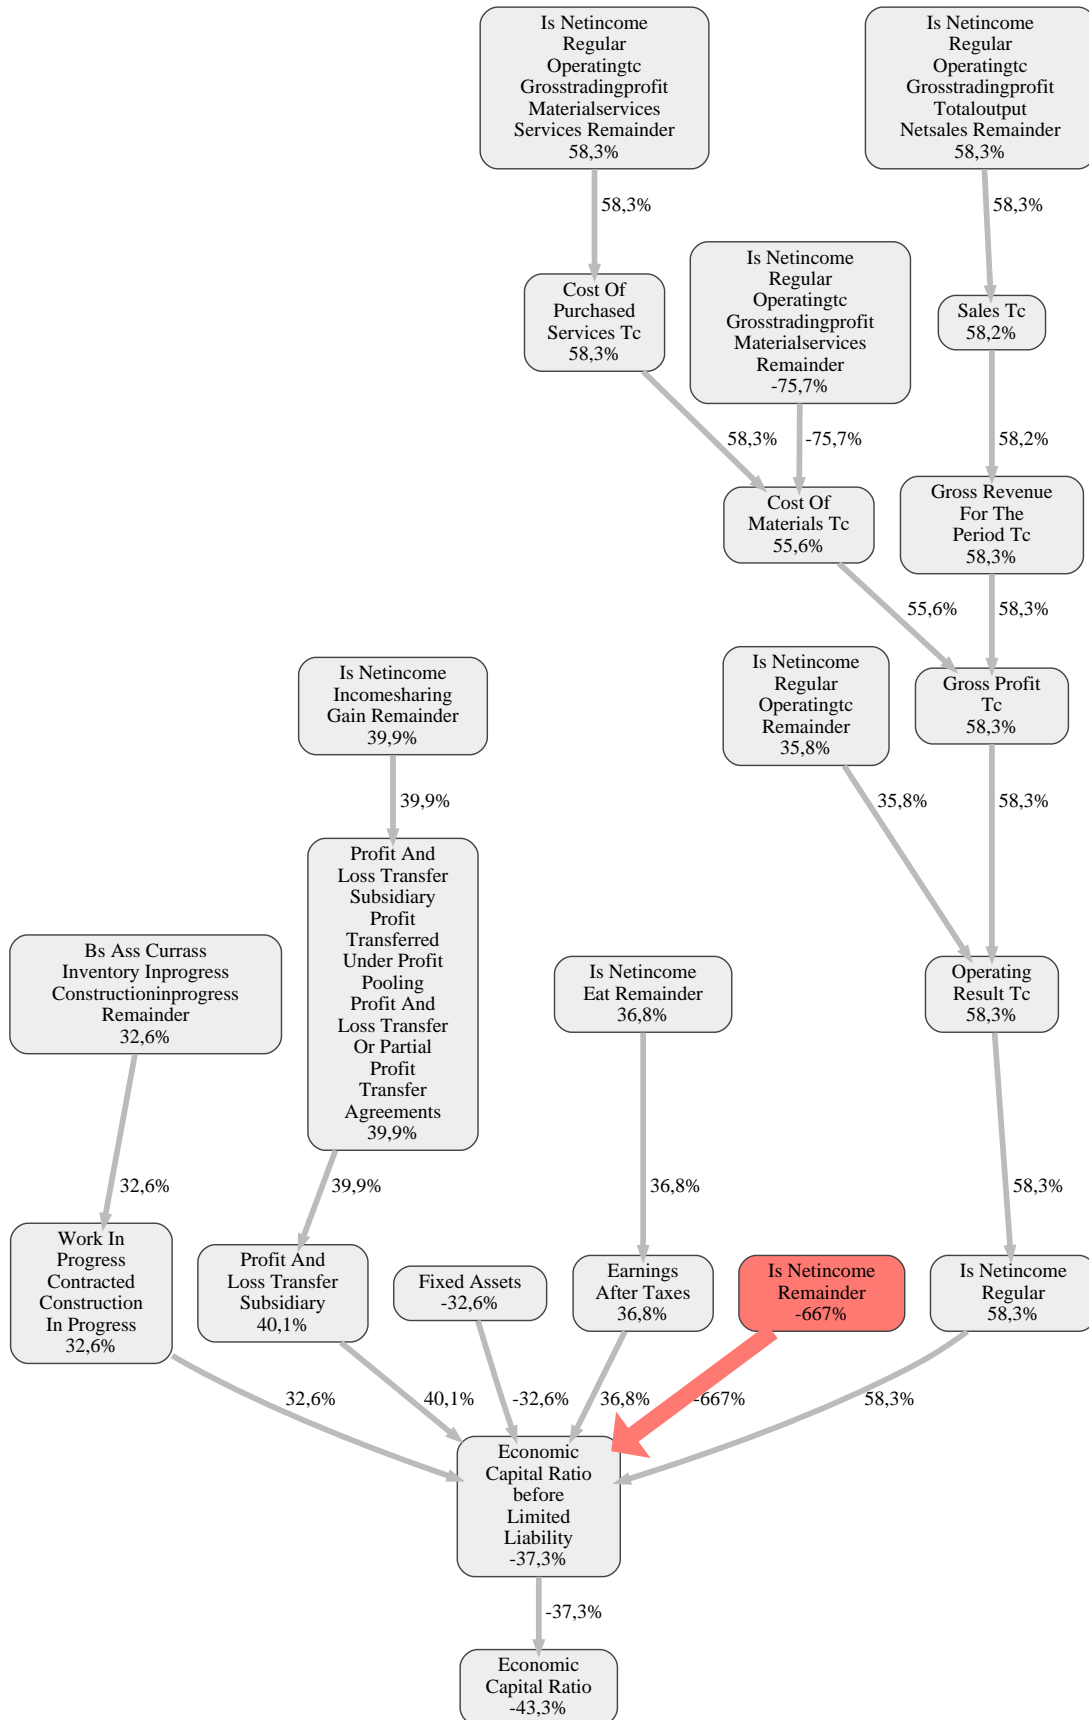 Is Netincome
Regular
Operatingtc
Grosstradingprofit
Materialservices
Services Remainder
58,3%
Is Netincome
Regular
Operatingtc
Grosstradingprofit
Totaloutput
Netsales Remainder
58,3%
58,3%
58,3%
Is Netincome
Regular
Operatingtc
Grosstradingprofit
Materialservices
Remainder
-75,7%
Cost Of
Purchased
Services Tc
58,3%
Sales Tc
58,2%
58,3%
-75,7%
58,2%
Cost Of
Materials Tc
55,6%
Gross Revenue
For The
Period Tc
58,3%
55,6%
58,3%
Is Netincome
Incomesharing
Gain Remainder
39,9%
Is Netincome
Regular
Operatingtc
Remainder
35,8%
Gross Profit
Tc
58,3%
39,9%
35,8%
58,3%
Profit And
Loss Transfer
Subsidiary
Profit
Transferred
Under Profit
Pooling
Profit And
Loss Transfer
Or Partial
Profit
Transfer
Agreements
39,9%
Bs Ass Currass
Inventory Inprogress
Constructioninprogress
Remainder
32,6%
Is Netincome
Eat Remainder
36,8%
Operating
Result Tc
58,3%
32,6%
39,9%
36,8%
58,3%
Work In
Progress
Contracted
Construction
In Progress
32,6%
Profit And
Loss Transfer
Subsidiary
40,1%
Fixed Assets
-32,6%
Earnings
After Taxes
36,8%
Is Netincome
Remainder
-667%
Is Netincome
Regular
58,3%
32,6%
40,1%
-32,6%
36,8%
-667%
58,3%
Economic
Capital Ratio
before
Limited
Liability
-37,3%
-37,3%
Economic
Capital Ratio
-43,3%